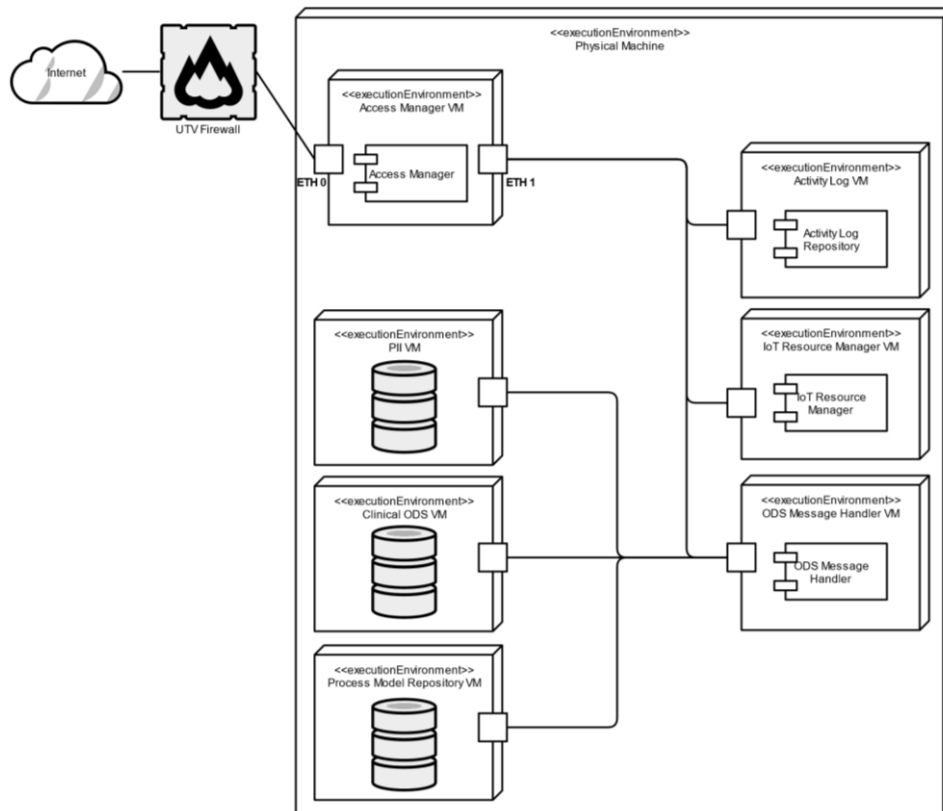 <<executionEnvironment>>
Physical Machine
Internet
UTV Firewall
<<executionEnvironment>>
Access Manager VM
Access Manager
ETH 0
ETH 1
<<executionEnvironment>>
Activity Log VM
Activity Log
Repository
<<executionEnvironment>>
PII VM
<<executionEnvironment>>
IoT Resource Manager VM
IoT Resource
Manager
<<executionEnvironment>>
Clinical ODS VM
<<executionEnvironment>>
ODS Message Handler VM
ODS Message
Handler
<<executionEnvironment>>
Process Model Repository VM